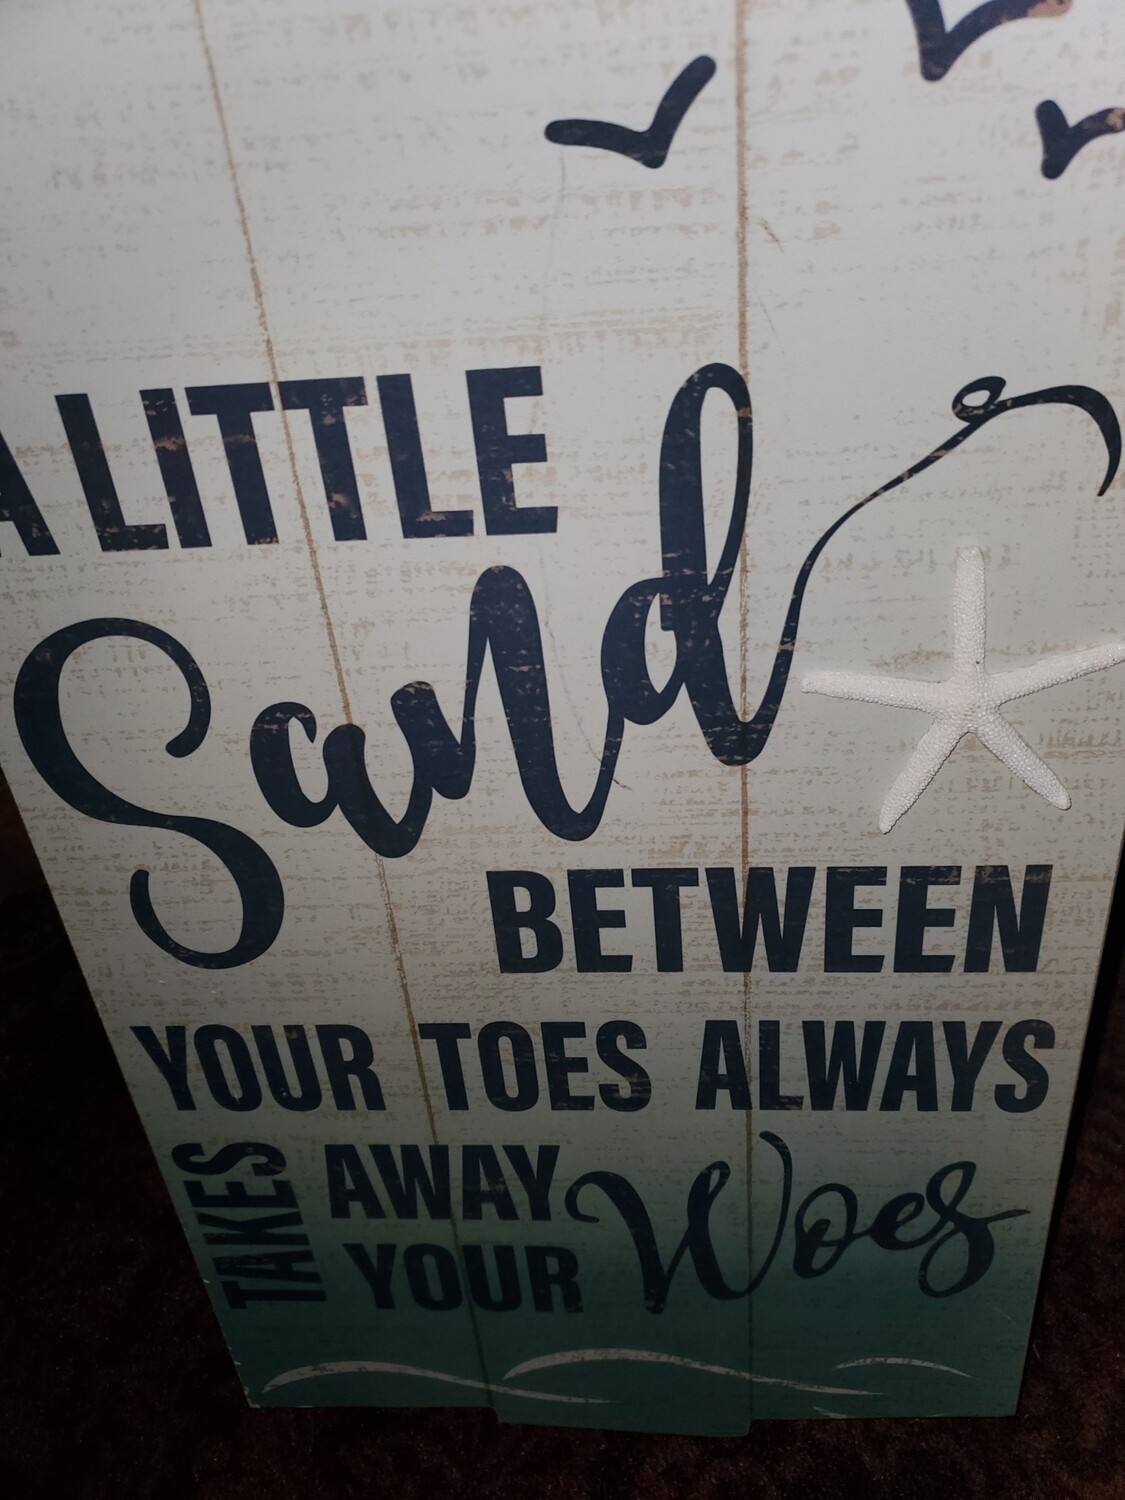 A LITTLE
Sand
BETWEEN
YOUR TOES ALWAYS
TAKES AWAY
YOUR Woes